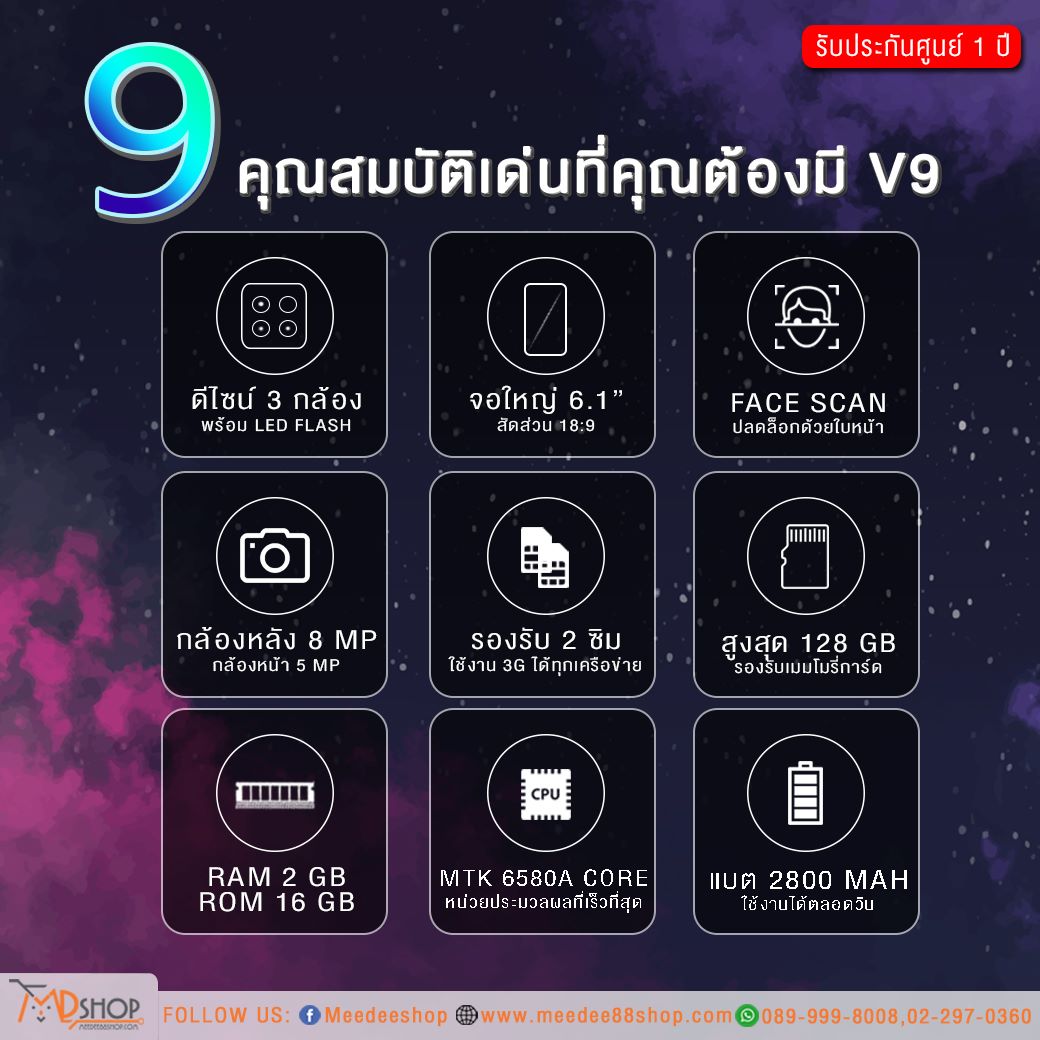 รับประกันศูนย์ 1 ปี
9 คุณสมบัติเด่นที่คุณต้องมี V9
ดีไซน์ 3 กล้อง
พร้อม LED FLASH
จอใหญ่ 6.1”
สัดส่วน 18:9
FACE SCAN
ปลดล็อกด้วยใบหน้า
กล้องหลัง 8 MP
กล้องหน้า 5 MP
รองรับ 2 ซิม
ใช้งาน 3G ได้ทุกเครือข่าย
สูงสุด 128 GB
รองรับเมมโมรี่การ์ด
RAM 2 GB
ROM 16 GB
CPU
MTK 6580A CORE
หน่วยประมวลผลที่เร็วที่สุด
แบต 2800 MAH
ใช้งานได้ตลอดวัน
MDSHOP
MEEDEE88SHOP.COM
FOLLOW US: Meedeeshop www.meedee88shop.com 089-999-8008,02-297-0360